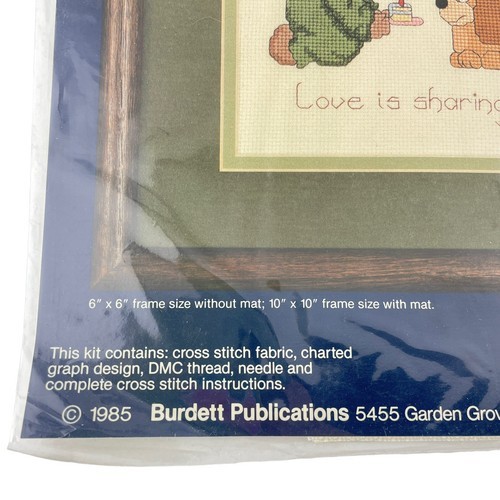 Love is sharing
6" x 6" frame size without mat; 10" x 10" frame size with mat.
This kit contains: cross stitch fabric, charted
graph design, DMC thread, needle and
complete cross stitch instructions.
© 1985 Burdett Publications 5455 Garden Grov